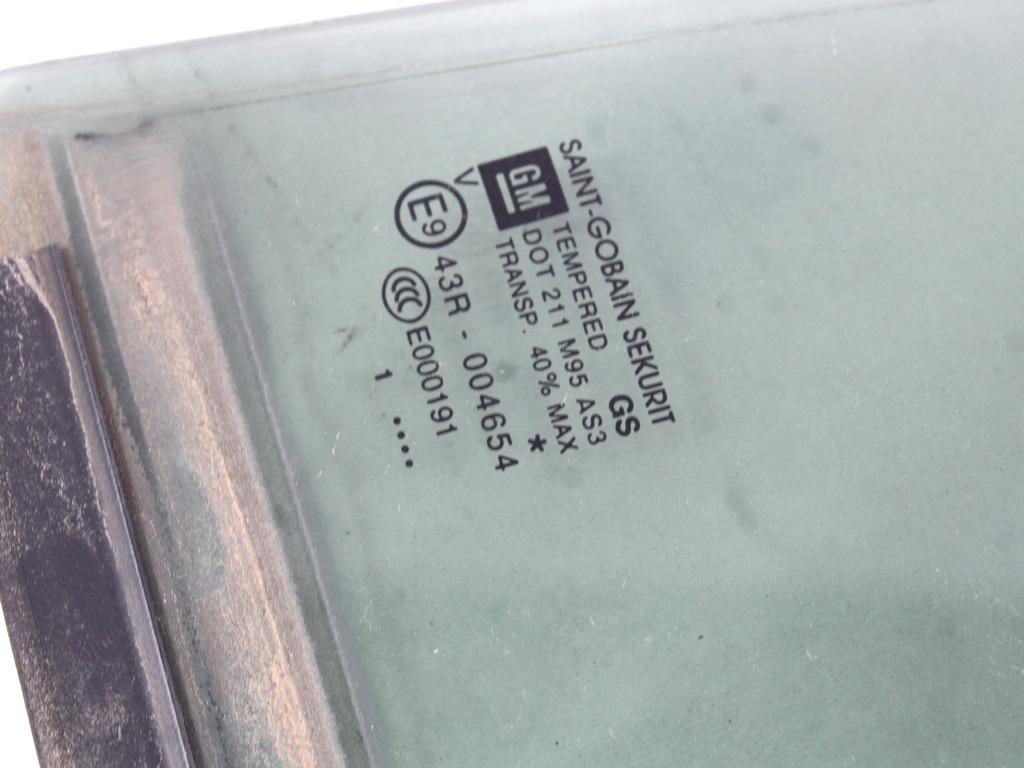 SAINT-GOBAIN SEKURIT
GM TEMPERED GS
DOT 211 M95 AS3
TRANSP. 40% MAX
V *
E9 43R - 004654
CCC E000191
1 ....